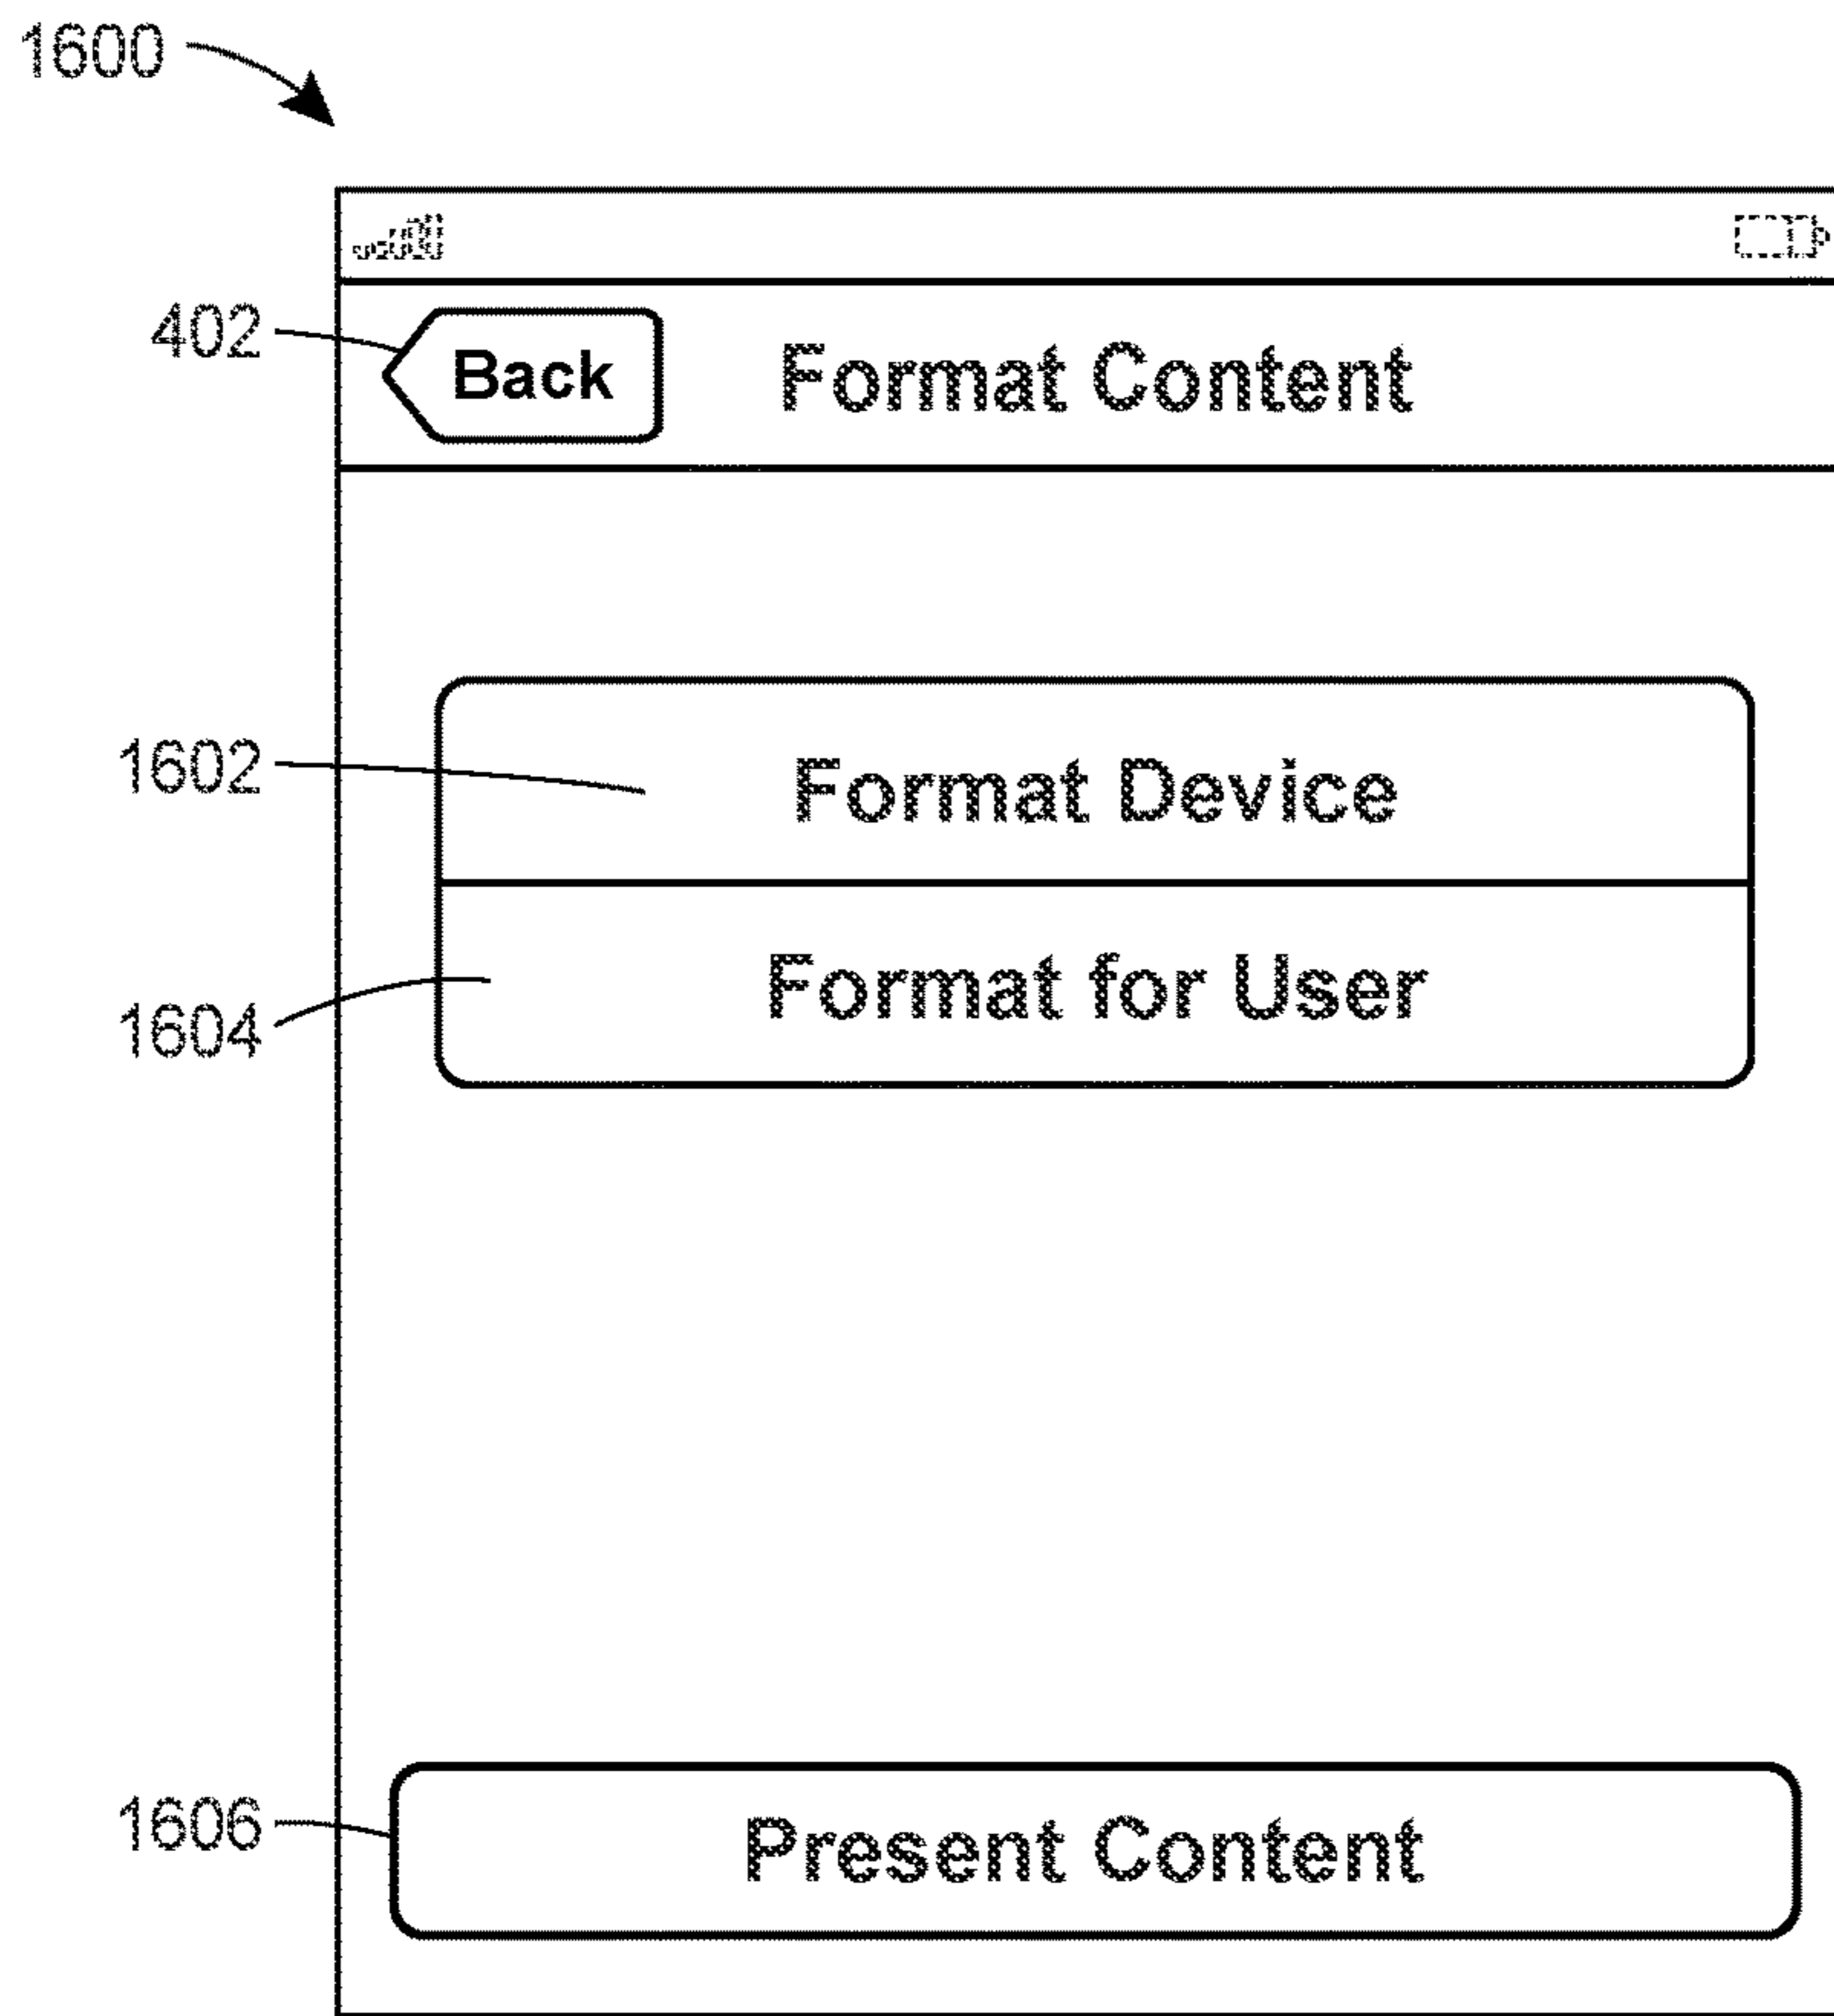 1600
402
Back
Format Content
1602
Format Device
1604
Format for User
1606
Present Content